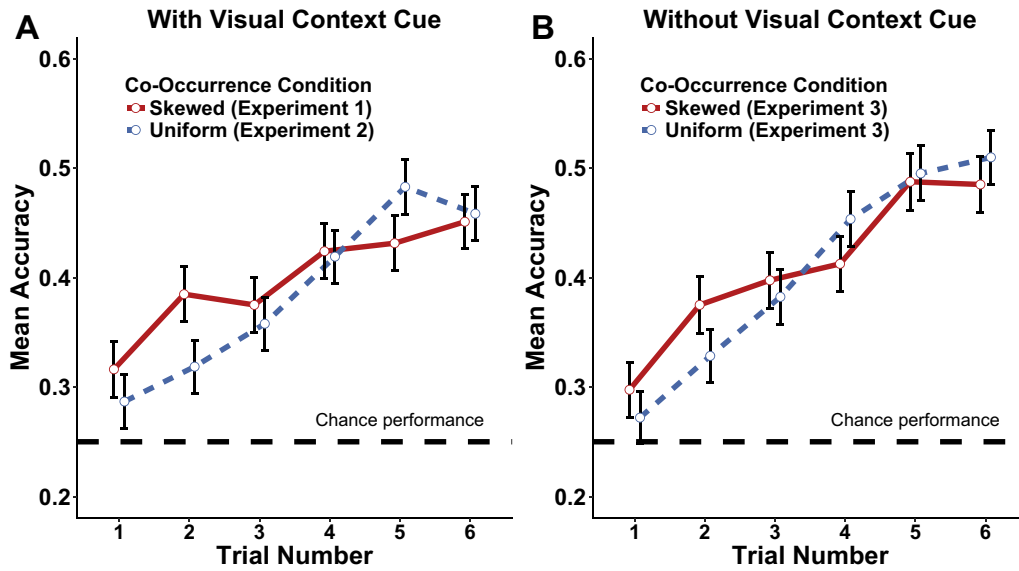 A
With Visual Context Cue
Co-Occurrence Condition
Skewed (Experiment 1)
Uniform (Experiment 2)
Mean Accuracy
0.6
0.5
0.4
0.3
0.2
Chance performance
1 2 3 4 5 6
Trial Number
B
Without Visual Context Cue
Co-Occurrence Condition
Skewed (Experiment 3)
Uniform (Experiment 3)
Mean Accuracy
0.6
0.5
0.4
0.3
0.2
Chance performance
1 2 3 4 5 6
Trial Number